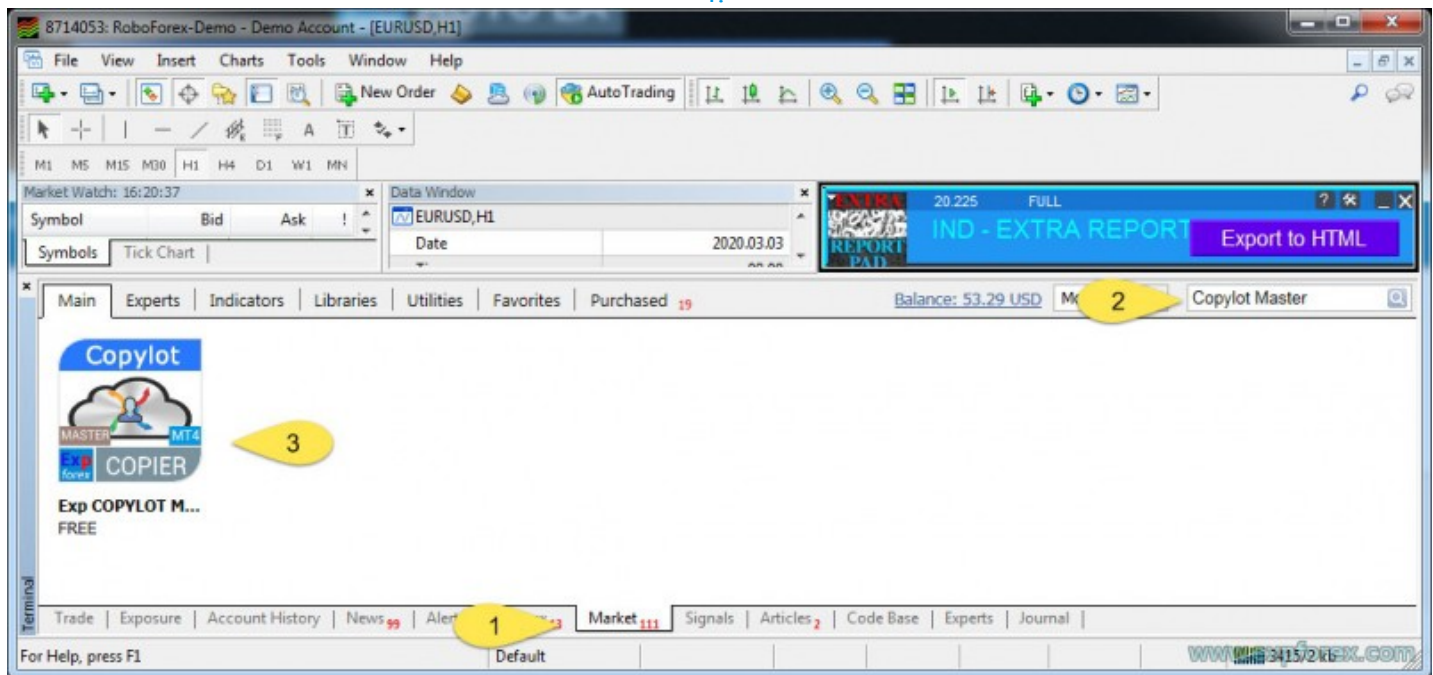 8714053: RoboForex-Demo - Demo Account - [EURUSD,H1]
File View Insert Charts Tools Window Help
New Order AutoTrading
A T
M1 M5 M15 M30 H1 H4 D1 W1 MN
Market Watch: 16:20:37
Symbol Bid Ask !
Symbols Tick Chart
Data Window
EURUSD,H1
Date 2020.03.03
EXTRA
REPORT
PAD
20.225 FULL
IND - EXTRA REPORT
Export to HTML
Main Experts Indicators Libraries Utilities Favorites Purchased 19 Balance: 53.29 USD 2 Copylot Master
Copylot
MASTER MT4
Exp forex COPIER
3
Exp COPYLOT M...
FREE
Terminal
Trade Exposure Account History News 99 1 Market 111 Signals Articles 2 Code Base Experts Journal
For Help, press F1 Default